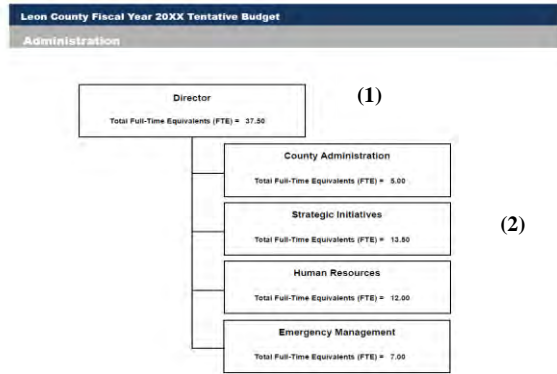 Leon County Fiscal Year 20XX Tentative Budget
Administration
Director
(1)
Total Full-Time Equivalents (FTE) = 37.50
County Administration
Total Full-Time Equivalents (FTE) = 5.00
Strategic Initiatives
(2)
Total Full-Time Equivalents (FTE) = 13.50
Human Resources
Total Full-Time Equivalents (FTE) = 12.00
Emergency Management
Total Full-Time Equivalents (FTE) = 7.00